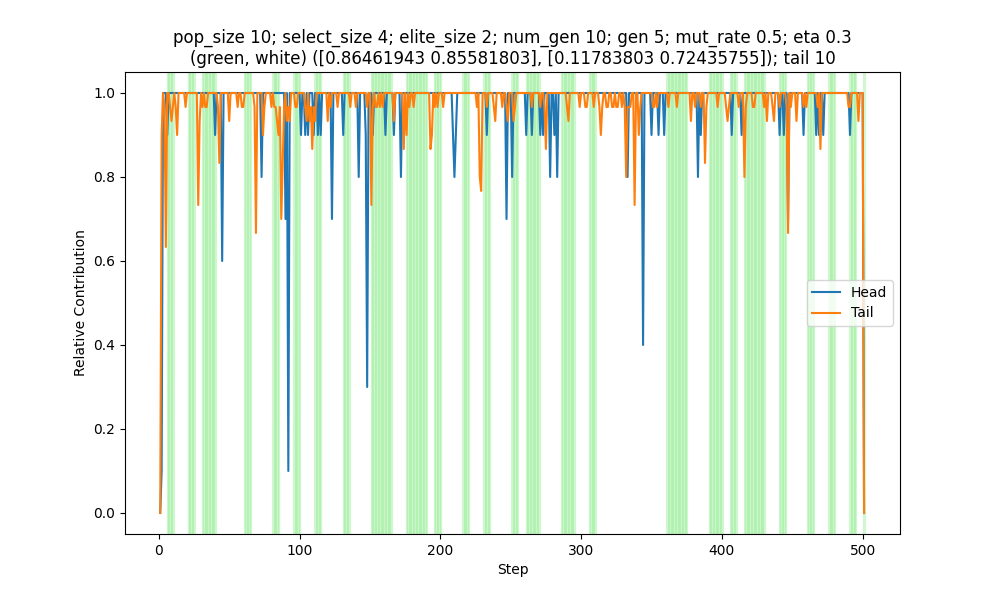 pop_size 10; select_size 4; elite_size 2; num_gen 10; gen 5; mut_rate 0.5; eta 0.3
(green, white) ([0.86461943 0.85581803], [0.11783803 0.72435755]); tail 10
Relative Contribution
1.0
0.8
0.6
0.4
0.2
0.0
Head
Tail
0
100
200
300
400
500
Step